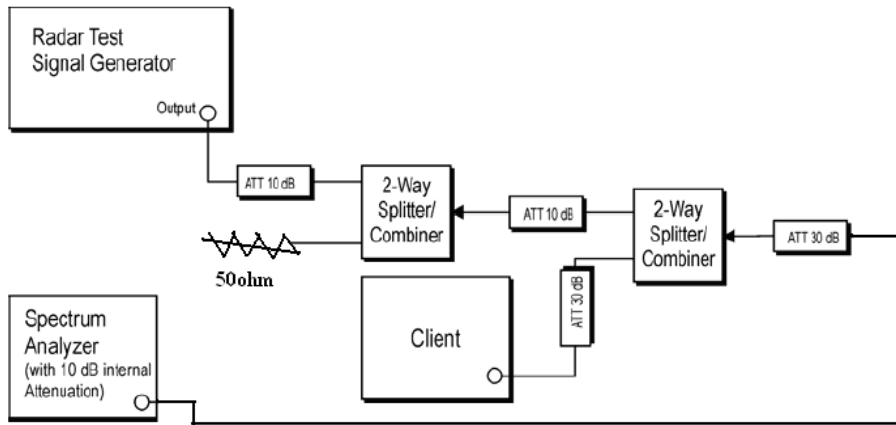 Radar Test
Signal Generator
Output
ATT 10 dB
2-Way
Splitter/
Combiner
ATT 10 dB
2-Way
Splitter/
Combiner
ATT 30 dB
50ohm
ATT 30 dB
Client
Spectrum
Analyzer
(with 10 dB internal
Attenuation)